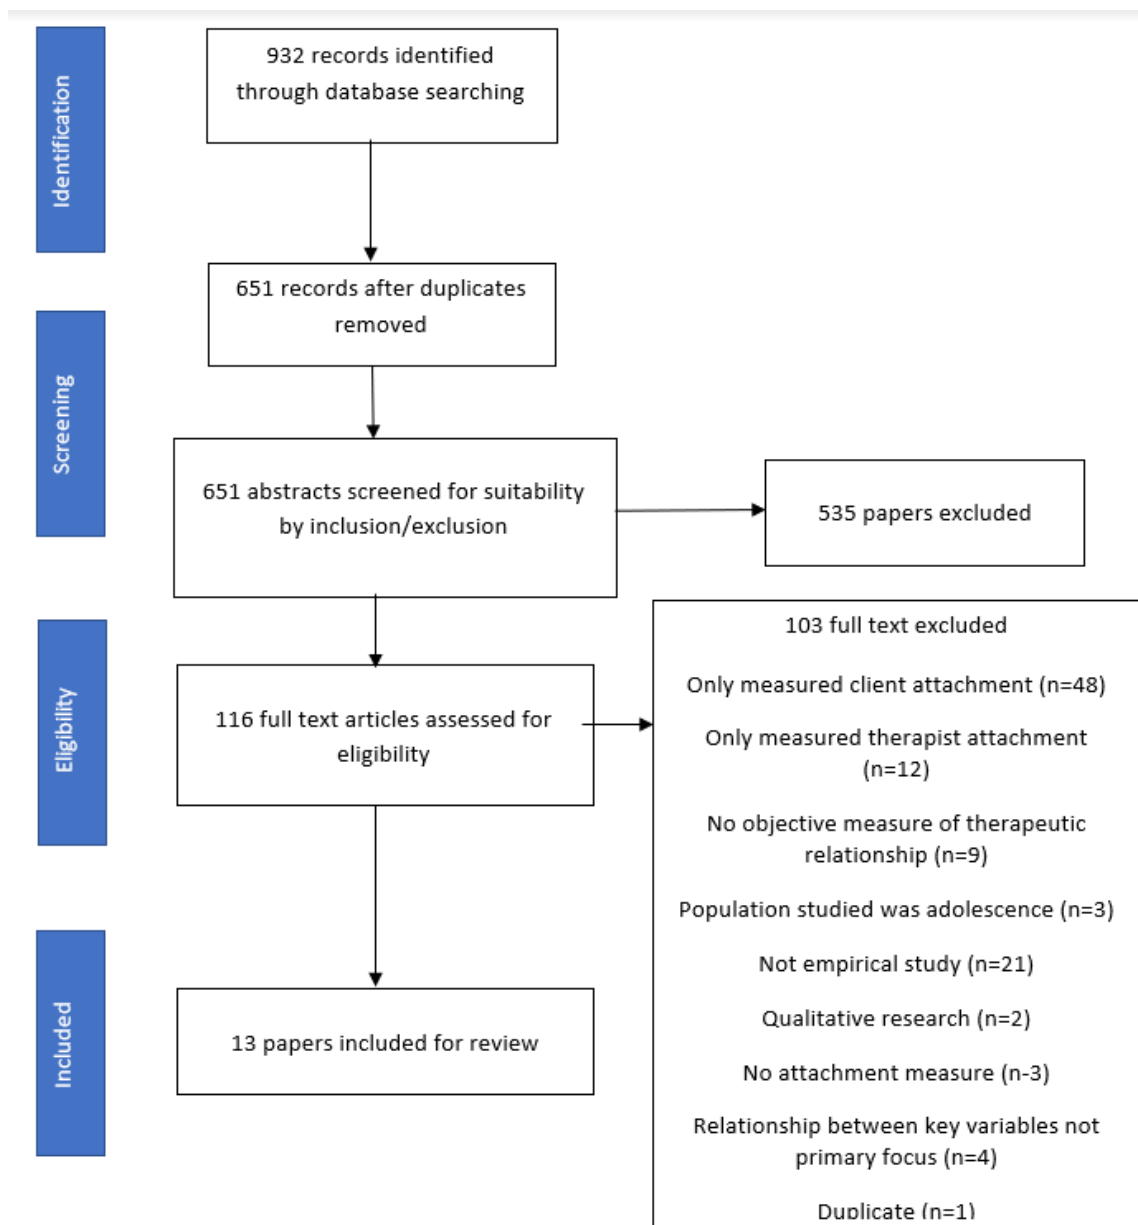 Identification
932 records identified
through database searching
651 records after duplicates
removed
Screening
651 abstracts screened for suitability
by inclusion/exclusion
535 papers excluded
Eligibility
116 full text articles assessed for
eligibility
103 full text excluded
Only measured client attachment (n=48)
Only measured therapist attachment
(n=12)
No objective measure of therapeutic
relationship (n=9)
Population studied was adolescence (n=3)
Not empirical study (n=21)
Qualitative research (n=2)
No attachment measure (n-3)
Relationship between key variables not
primary focus (n=4)
Duplicate (n=1)
Included
13 papers included for review